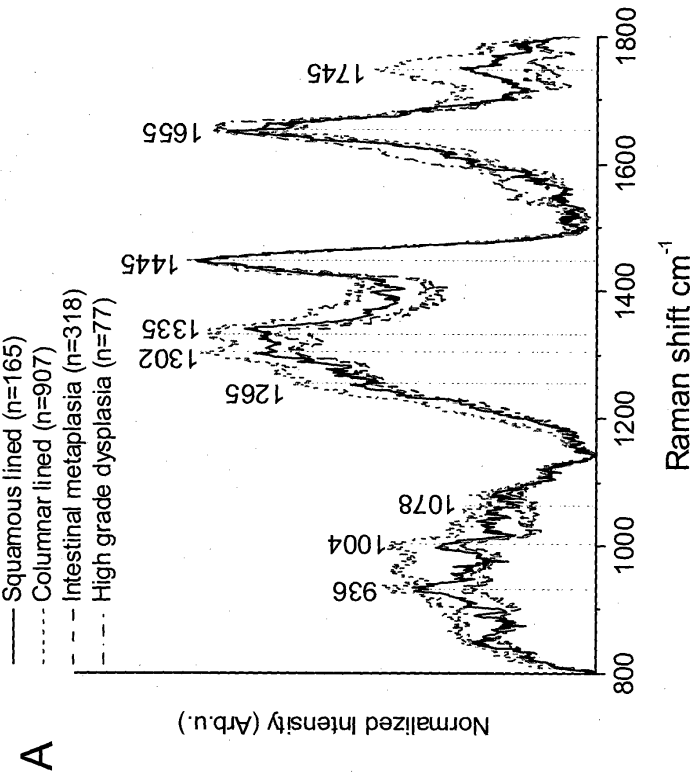 A
Squamous lined (n=165)
Columnar lined (n=907)
Intestinal metaplasia (n=318)
High grade dysplasia (n=77)
Normalized Intensity (Arb.u.)
936
1004
1078
1265
1302
1335
1445
1655
1745
800
1000
1200
1400
1600
1800
Raman shift cm-1